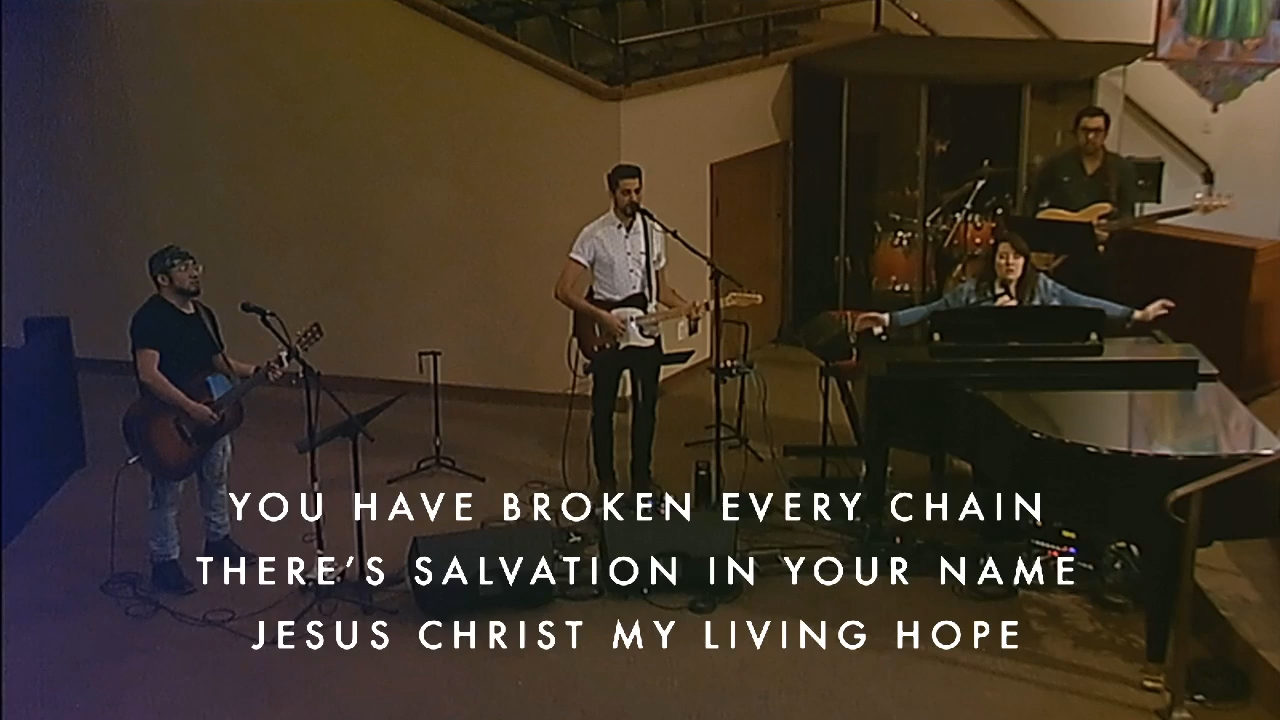 YOU HAVE BROKEN EVERY CHAIN
THERE'S SALVATION IN YOUR NAME
JESUS CHRIST MY LIVING HOPE